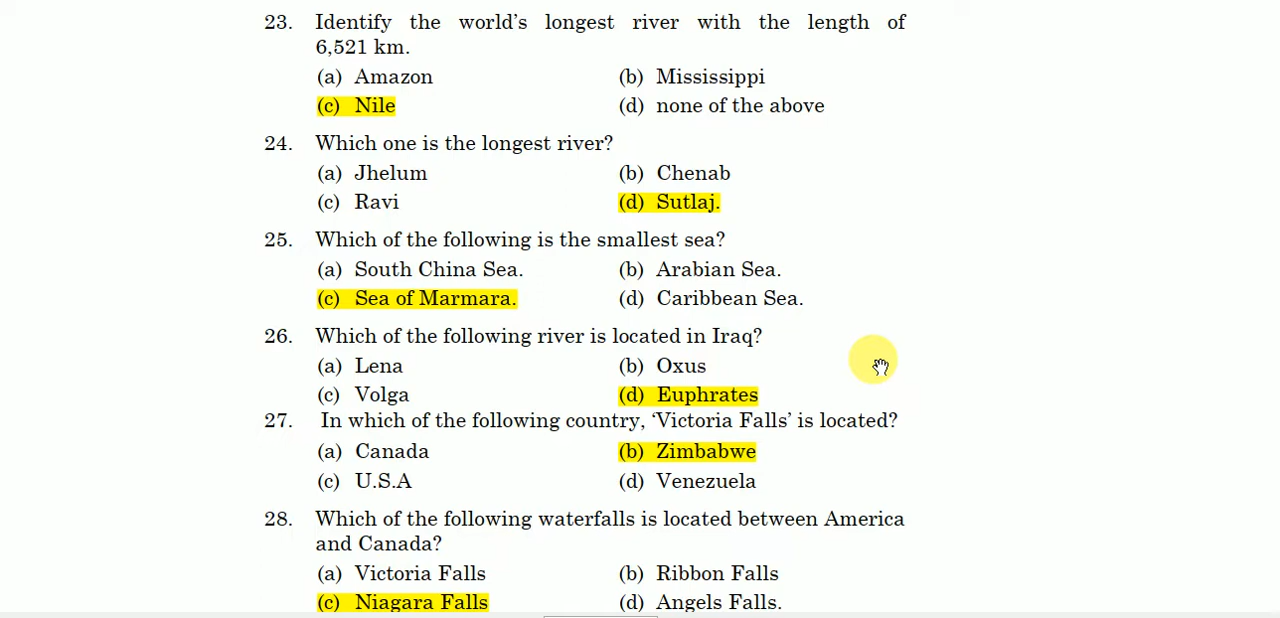 23. Identify the world's longest river with the length of
6,521 km.
(a) Amazon (b) Mississippi
(c) Nile (d) none of the above
24. Which one is the longest river?
(a) Jhelum (b) Chenab
(c) Ravi (d) Sutlaj.
25. Which of the following is the smallest sea?
(a) South China Sea. (b) Arabian Sea.
(c) Sea of Marmara. (d) Caribbean Sea.
26. Which of the following river is located in Iraq?
(a) Lena (b) Oxus
(c) Volga (d) Euphrates
27. In which of the following country, ‘Victoria Falls’ is located?
(a) Canada (b) Zimbabwe
(c) U.S.A (d) Venezuela
28. Which of the following waterfalls is located between America
and Canada?
(a) Victoria Falls (b) Ribbon Falls
(c) Niagara Falls (d) Angels Falls.